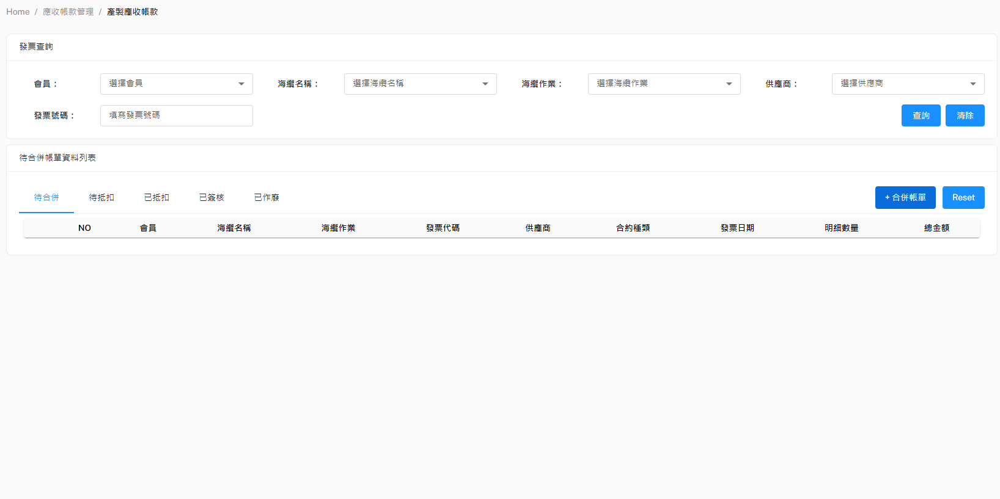 Home / 應收帳款管理 / 產製應收帳款
發票查詢
會員： 選擇會員 海纜名稱： 選擇海纜名稱 海纜作業： 選擇海纜作業 供應商： 選擇供應商
發票號碼： 填寫發票號碼 查詢 清除
待合併帳單資料列表
待合併 待抵扣 已抵扣 已簽核 已作廢 + 合併帳單 Reset
NO 會員 海纜名稱 海纜作業 發票代碼 供應商 合約種類 發票日期 明細數量 總金額